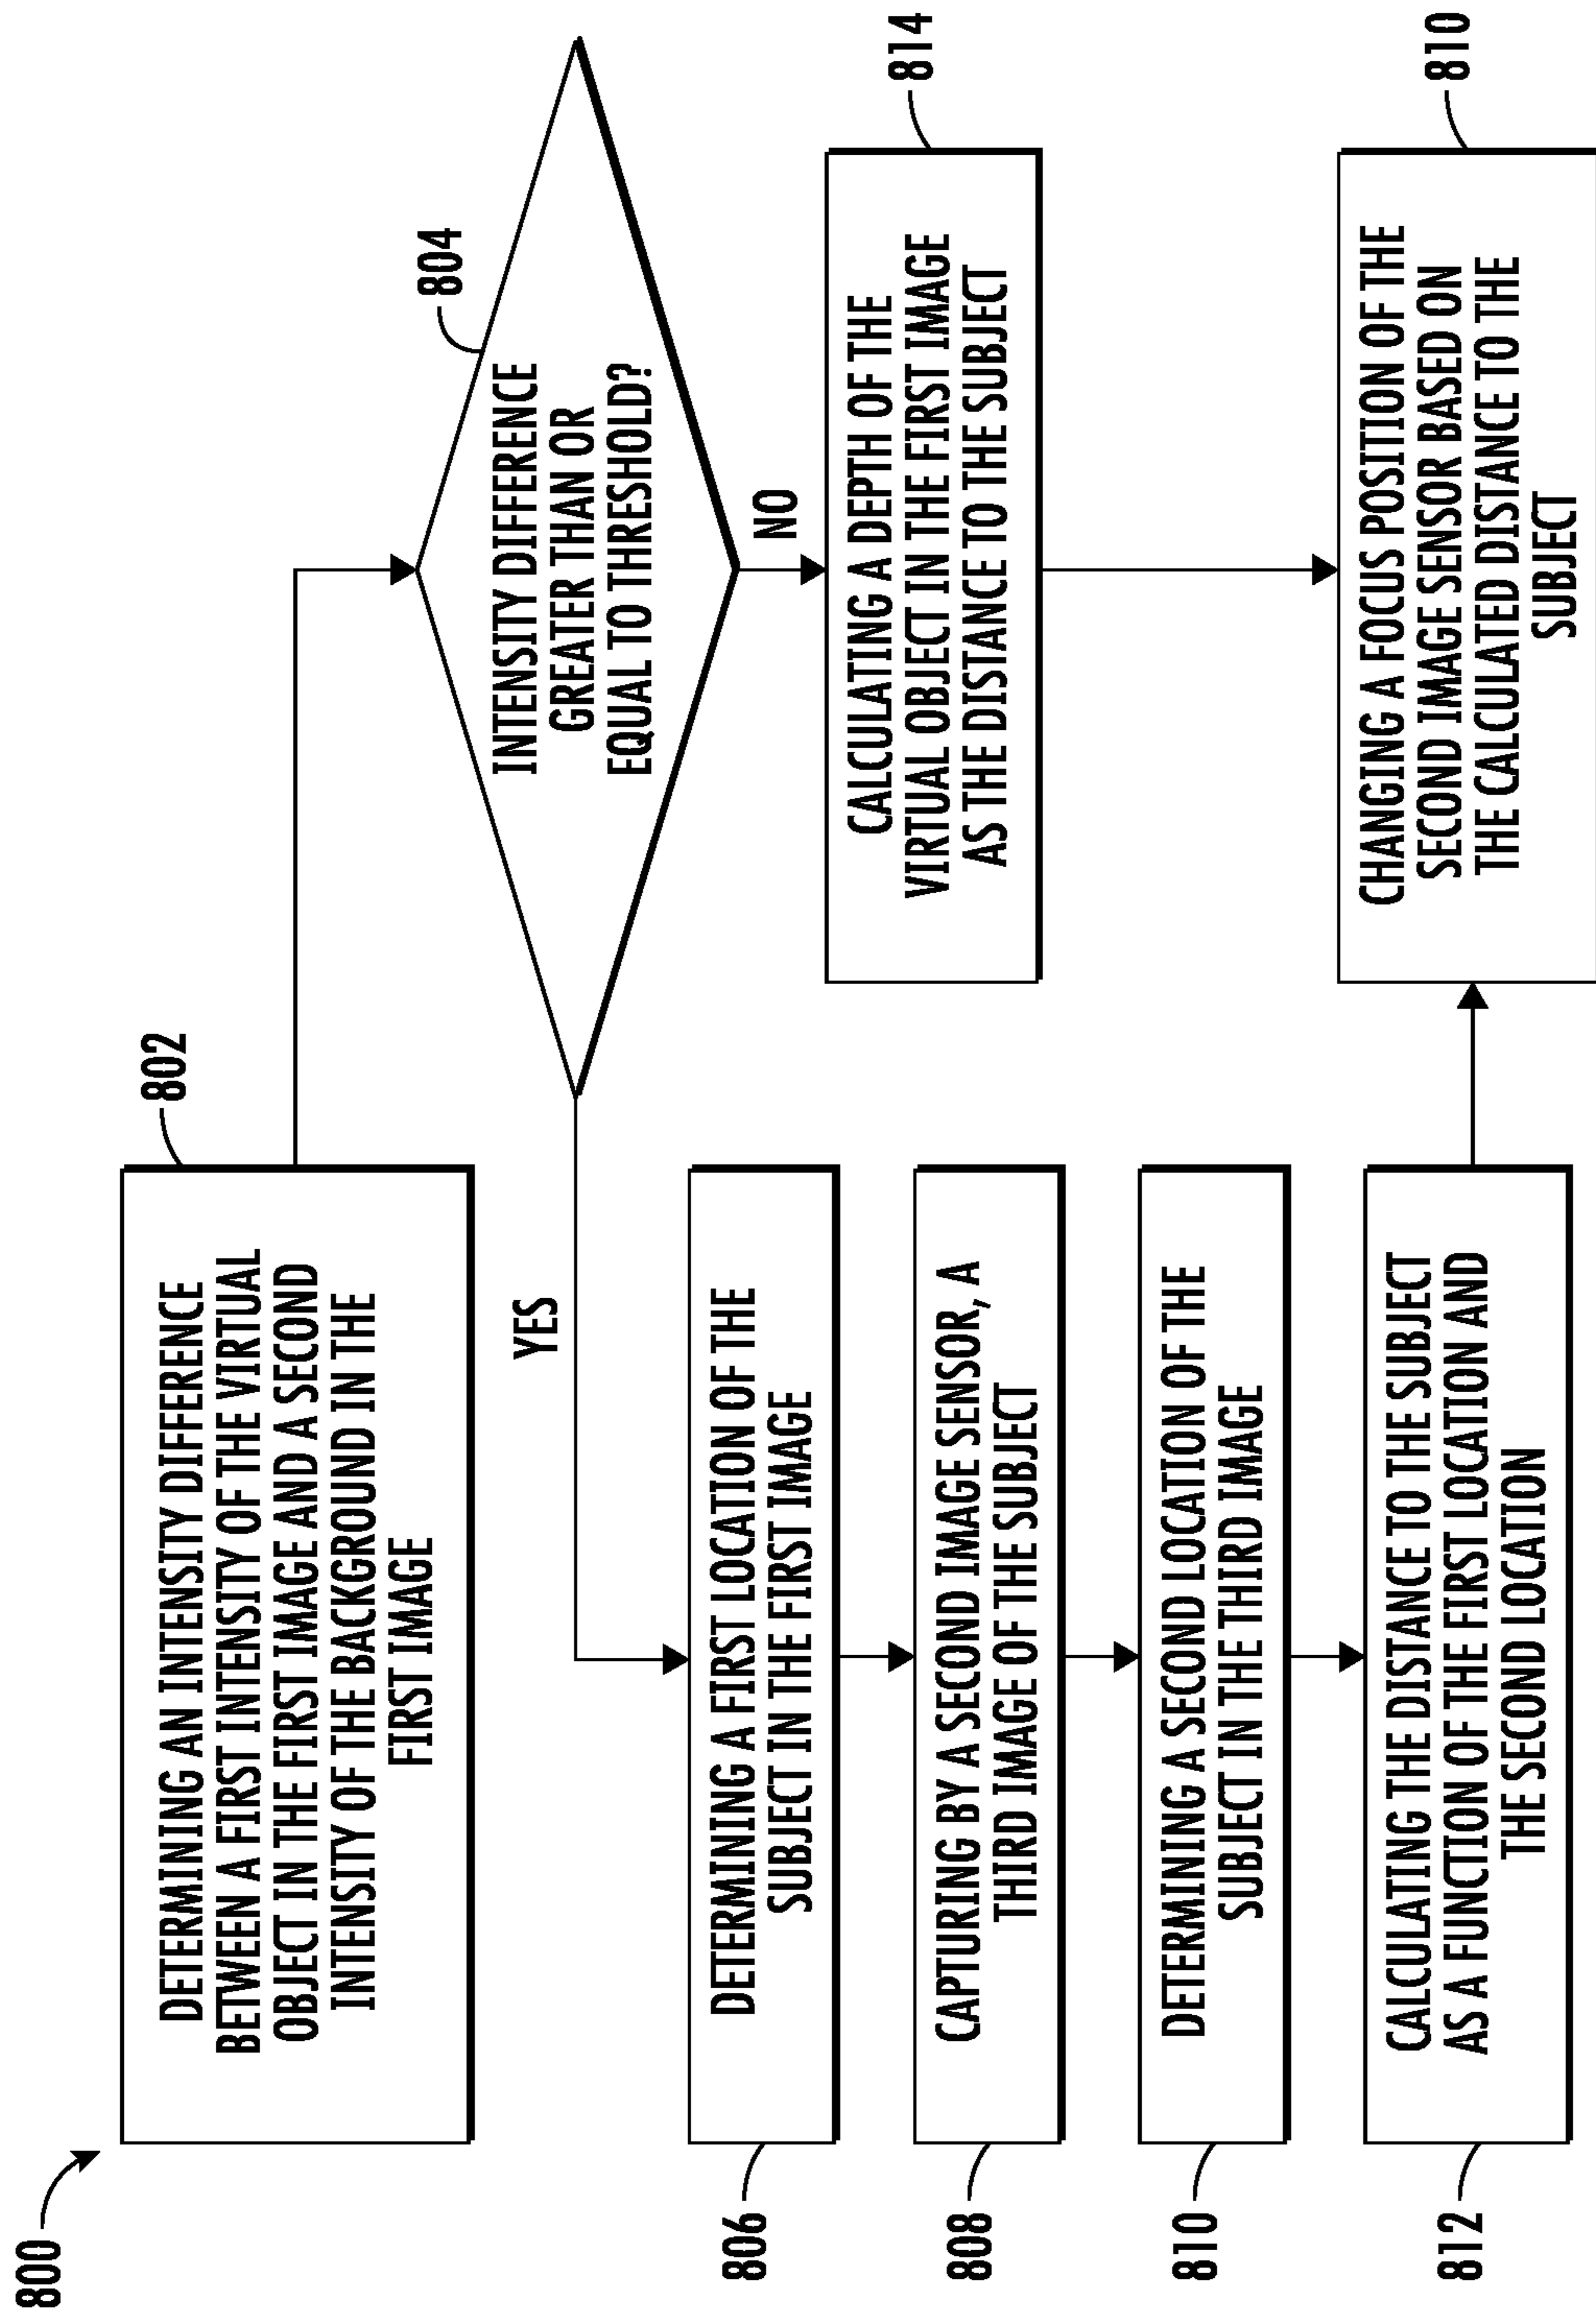 800
802
DETERMINING AN INTENSITY DIFFERENCE
BETWEEN A FIRST INTENSITY OF THE VIRTUAL
OBJECT IN THE FIRST IMAGE AND A SECOND
INTENSITY OF THE BACKGROUND IN THE
FIRST IMAGE
804
INTENSITY DIFFERENCE
GREATER THAN OR
EQUAL TO THRESHOLD?
YES
NO
806
DETERMINING A FIRST LOCATION OF THE
SUBJECT IN THE FIRST IMAGE
808
CAPTURING BY A SECOND IMAGE SENSOR, A
THIRD IMAGE OF THE SUBJECT
810
DETERMINING A SECOND LOCATION OF THE
SUBJECT IN THE THIRD IMAGE
812
CALCULATING THE DISTANCE TO THE SUBJECT
AS A FUNCTION OF THE FIRST LOCATION AND
THE SECOND LOCATION
814
CALCULATING A DEPTH OF THE
VIRTUAL OBJECT IN THE FIRST IMAGE
AS THE DISTANCE TO THE SUBJECT
810
CHANGING A FOCUS POSITION OF THE
SECOND IMAGE SENSOR BASED ON
THE CALCULATED DISTANCE TO THE
SUBJECT